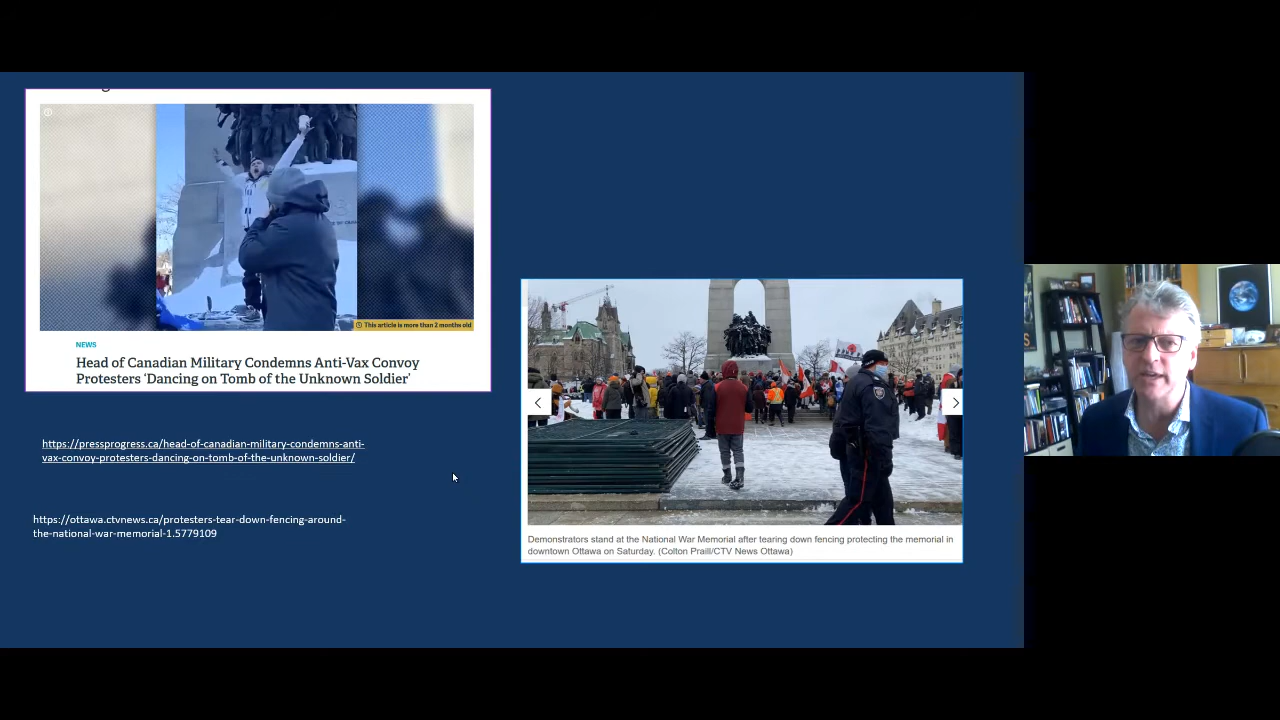 This article is more than 2 months old
NEWS
Head of Canadian Military Condemns Anti-Vax Convoy
Protesters ‘Dancing on Tomb of the Unknown Soldier’
https://pressprogress.ca/head-of-canadian-military-condemns-anti-
vax-convoy-protesters-dancing-on-tomb-of-the-unknown-soldier/
https://ottawa.ctvnews.ca/protesters-tear-down-fencing-around-
the-national-war-memorial-1.5779109
Demonstrators stand at the National War Memorial after tearing down fencing protecting the memorial in
downtown Ottawa on Saturday. (Colton Praill/CTV News Ottawa)